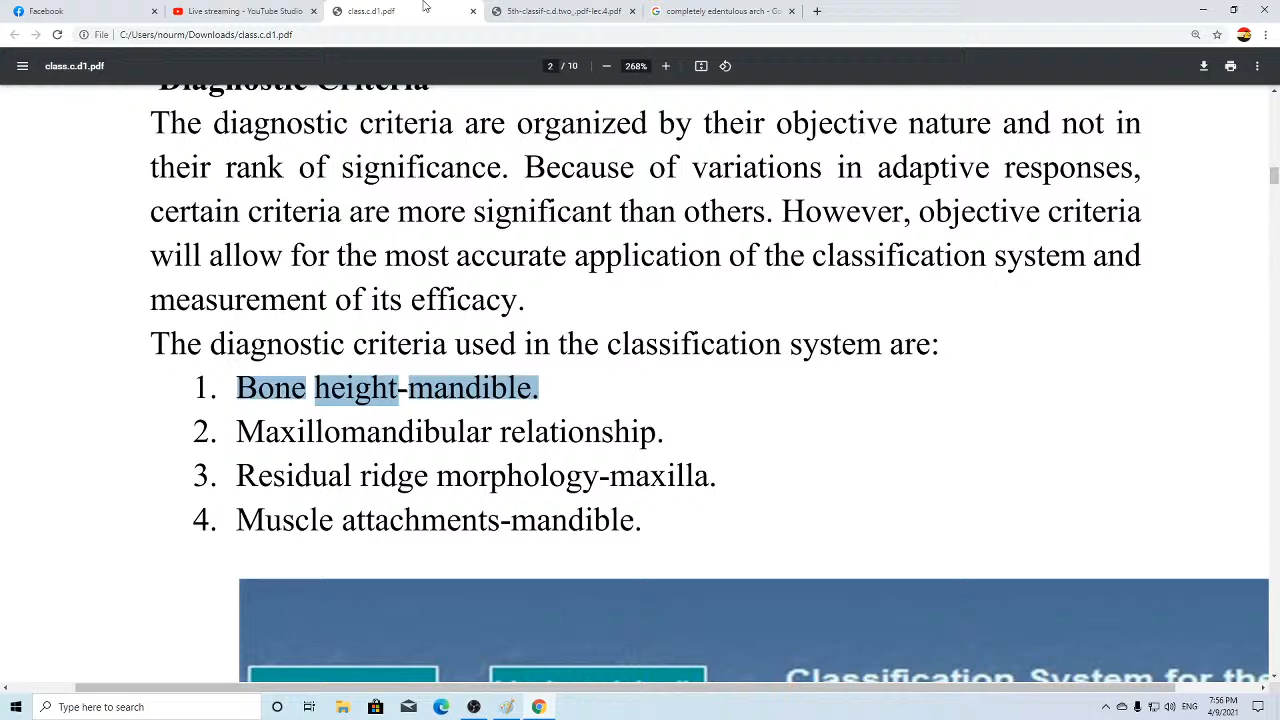 Facebook
Live streaming - YouTube Studio
class.c.d1.pdf
5th-classif-c.d.two_-pdf-lec.4.pdf
completely edentulous arch - Go
File | C:/Users/nourm/Downloads/class.c.d1.pdf
class.c.d1.pdf
2 / 10
268%
Diagnostic Criteria
The diagnostic criteria are organized by their objective nature and not in
their rank of significance. Because of variations in adaptive responses,
certain criteria are more significant than others. However, objective criteria
will allow for the most accurate application of the classification system and
measurement of its efficacy.
The diagnostic criteria used in the classification system are:
1. Bone height-mandible.
2. Maxillomandibular relationship.
3. Residual ridge morphology-maxilla.
4. Muscle attachments-mandible.
Classification System for the
Type here to search
ENG
7:56 PM
4/9/2021